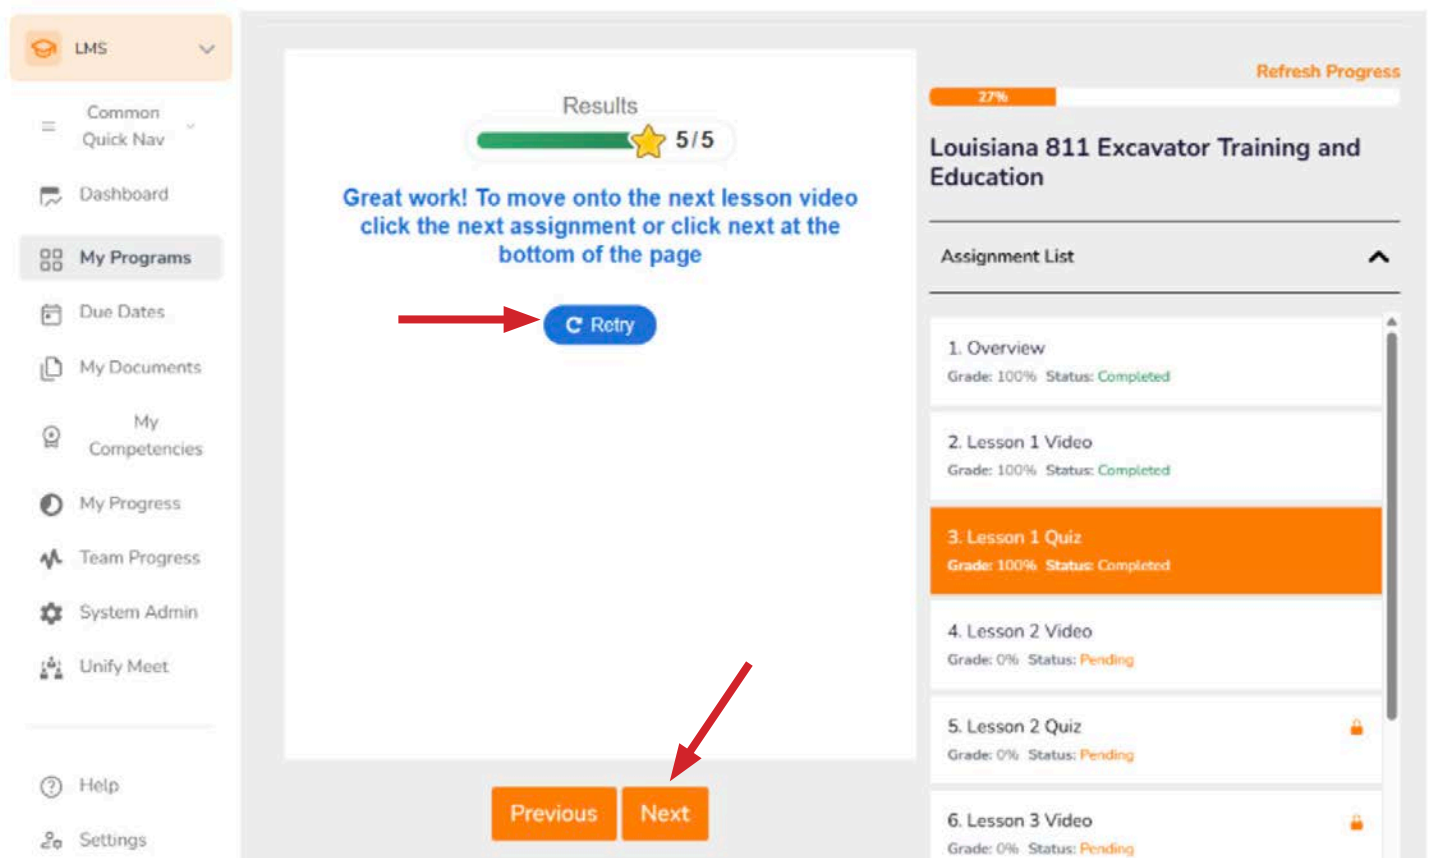 LMS
Common
Quick Nav
Dashboard
My Programs
Due Dates
My Documents
My
Competencies
My Progress
Team Progress
System Admin
Unify Meet
Help
Settings
Results
5/5
Great work! To move onto the next lesson video
click the next assignment or click next at the
bottom of the page
Retry
Previous
Next
Refresh Progress
27%
Louisiana 811 Excavator Training and
Education
Assignment List
1. Overview
Grade: 100% Status: Completed
2. Lesson 1 Video
Grade: 100% Status: Completed
3. Lesson 1 Quiz
Grade: 100% Status: Completed
4. Lesson 2 Video
Grade: 0% Status: Pending
5. Lesson 2 Quiz
Grade: 0% Status: Pending
6. Lesson 3 Video
Grade: 0% Status: Pending